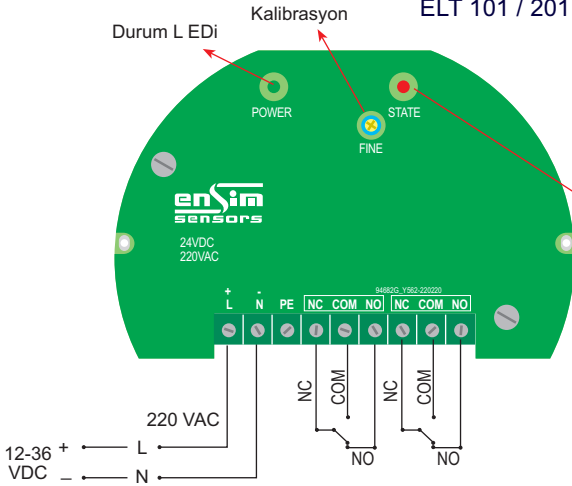 ELT 101 / 201
Kalibrasyon
Durum L EDi
POWER
STATE
FINE
enSim
sensors
24VDC
220VAC
94682G_Y562-220220
+ -
L N PE NC COM NO NC COM NO
NC COM NC COM
220 VAC
NO NO
12-36 + L
VDC – N